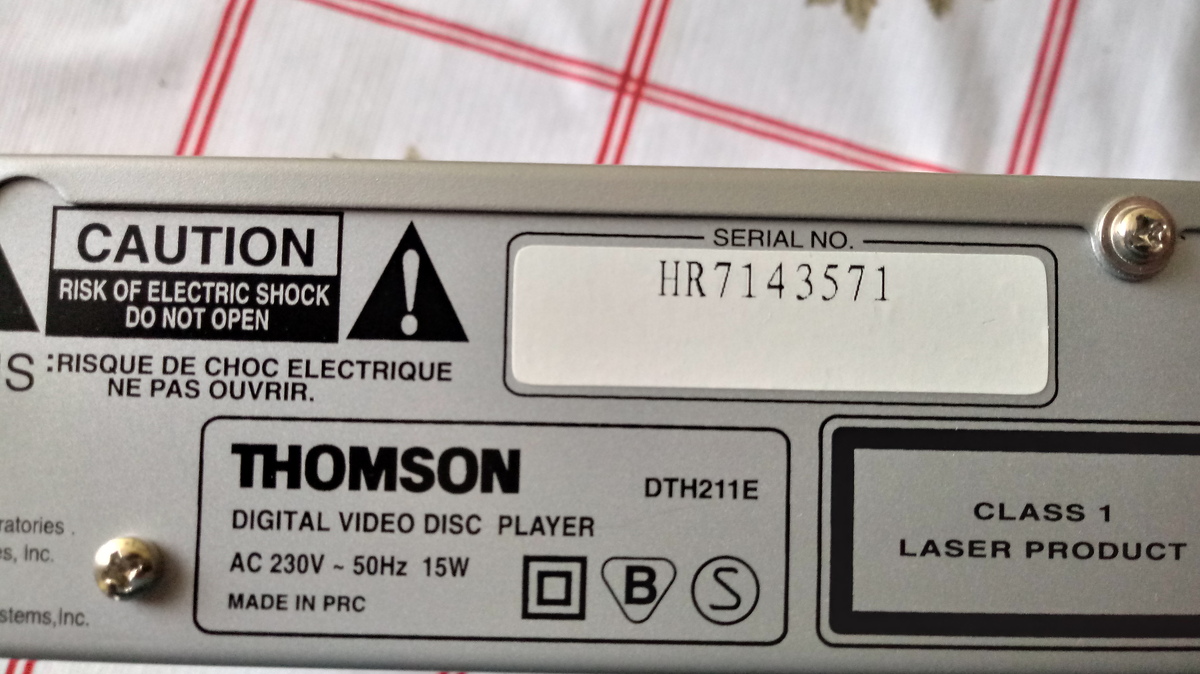 CAUTION
RISK OF ELECTRIC SHOCK
DO NOT OPEN
S :RISQUE DE CHOC ELECTRIQUE
NE PAS OUVRIR.
SERIAL NO.
HR7143571
ratories .
es, Inc.
stems,Inc.
THOMSON
DTH211E
DIGITAL VIDEO DISC PLAYER
AC 230V ~ 50Hz 15W
MADE IN PRC
B
S
CLASS 1
LASER PRODUCT